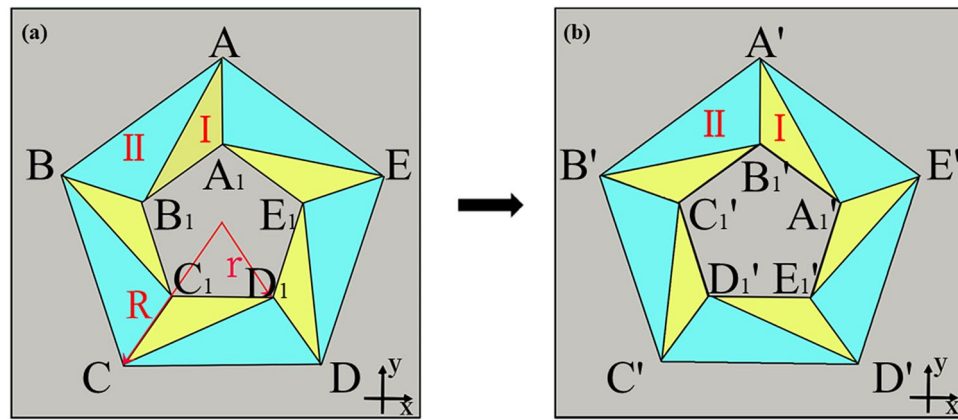 (a)
A
II
I
B
A1
E
B1
E1
C1
r
D1
R
C
D
y
x
(b)
A'
II
I
B'
B1'
E'
C1'
A1'
D1'
E1'
C'
D'
y
x